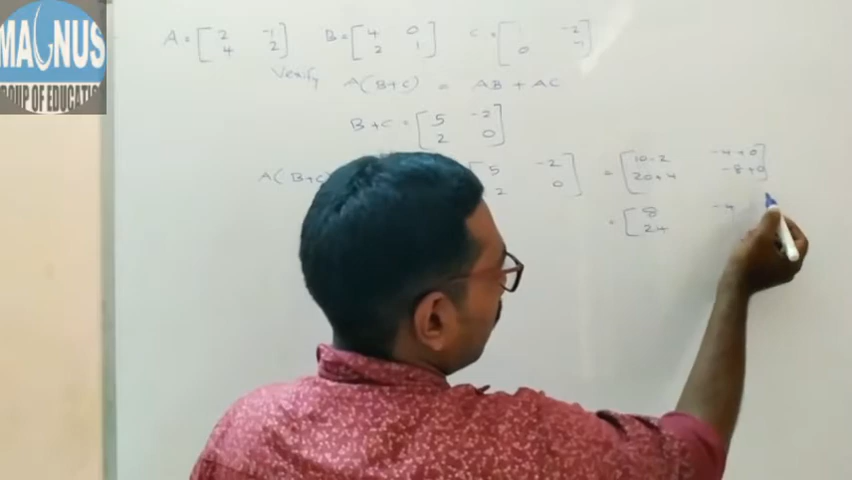 MAGNUS
GROUP OF EDUCATION
A = [ 2 -1 B = [ 4 0 C = [ 1 -2
4 2 ] 2 1 ] 0 -1 ]
Verify A(B+C) = AB + AC
B+C = [ 5 -2
2 0 ]
A(B+C) [ 5 -2 = [ 10-2 -4+0
2 0 ] 20+4 -8+0 ]
= [ 8 -4
24